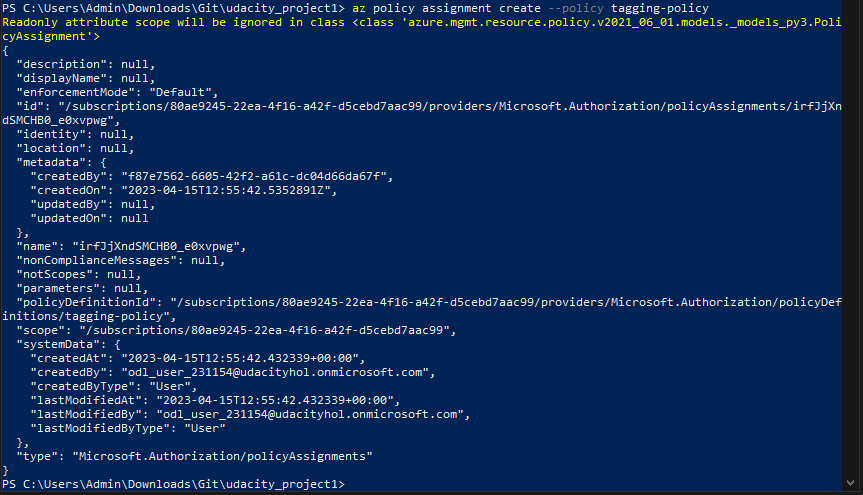 PS C:\Users\Admin\Downloads\Git\udacity_project1> az policy assignment create --policy tagging-policy
Readonly attribute scope will be ignored in class <class 'azure.mgmt.resource.policy.v2021_06_01.models._models_py3.Poli
cyAssignment'>
{
  "description": null,
  "displayName": null,
  "enforcementMode": "Default",
  "id": "/subscriptions/80ae9245-22ea-4f16-a42f-d5cebd7aac99/providers/Microsoft.Authorization/policyAssignments/irfJjXn
dSMCHB0_e0xvpwg",
  "identity": null,
  "location": null,
  "metadata": {
    "createdBy": "f87e7562-6605-42f2-a61c-dc04d66da67f",
    "createdOn": "2023-04-15T12:55:42.5352891Z",
    "updatedBy": null,
    "updatedOn": null
  },
  "name": "irfJjXndSMCHB0_e0xvpwg",
  "nonComplianceMessages": null,
  "notScopes": null,
  "parameters": null,
  "policyDefinitionId": "/subscriptions/80ae9245-22ea-4f16-a42f-d5cebd7aac99/providers/Microsoft.Authorization/policyDef
initions/tagging-policy",
  "scope": "/subscriptions/80ae9245-22ea-4f16-a42f-d5cebd7aac99",
  "systemData": {
    "createdAt": "2023-04-15T12:55:42.432339+00:00",
    "createdBy": "odl_user_231154@udacityhol.onmicrosoft.com",
    "createdByType": "User",
    "lastModifiedAt": "2023-04-15T12:55:42.432339+00:00",
    "lastModifiedBy": "odl_user_231154@udacityhol.onmicrosoft.com",
    "lastModifiedByType": "User"
  },
  "type": "Microsoft.Authorization/policyAssignments"
}
PS C:\Users\Admin\Downloads\Git\udacity_project1>